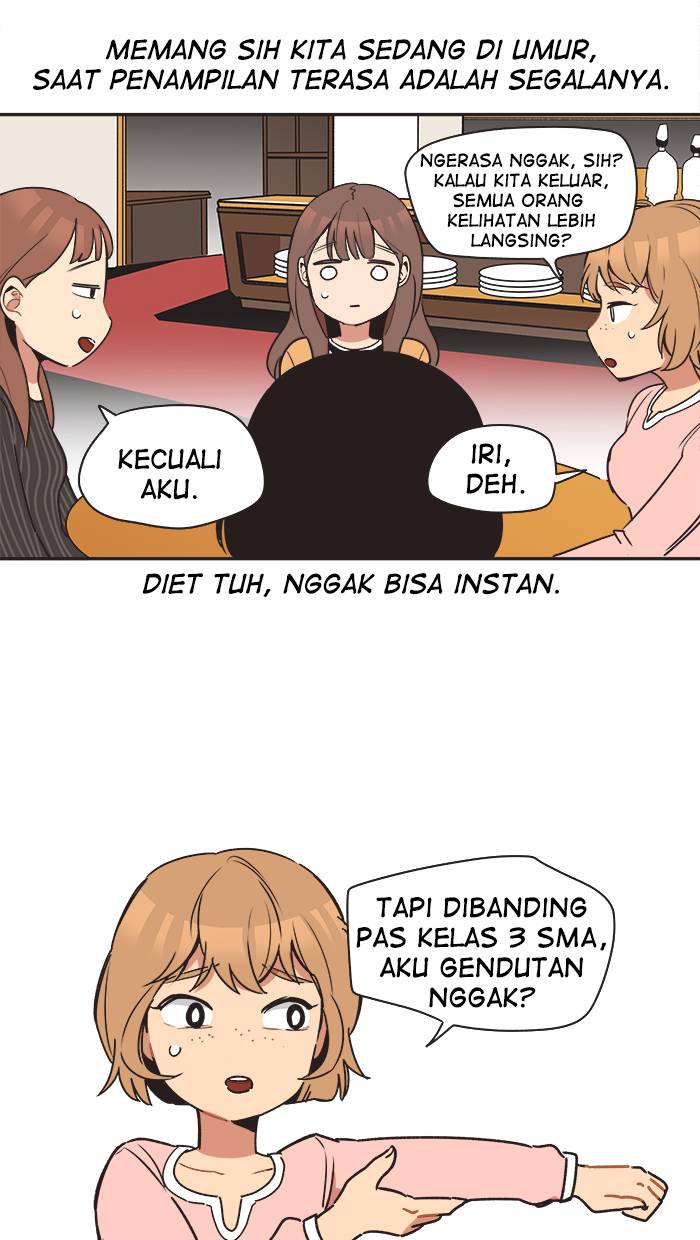 MEMANG SIH KITA SEDANG DI UMUR,
SAAT PENAMPILAN TERASA ADALAH SEGALANYA.
NGERASA NGGAK, SIH?
KALAU KITA KELUAR,
SEMUA ORANG
KELIHATAN LEBIH
LANGSING?
KECUALI
AKU.
IRI,
DEH.
DIET TUH, NGGAK BISA INSTAN.
TAPI DIBANDING
PAS KELAS 3 SMA,
AKU GENDUTAN
NGGAK?